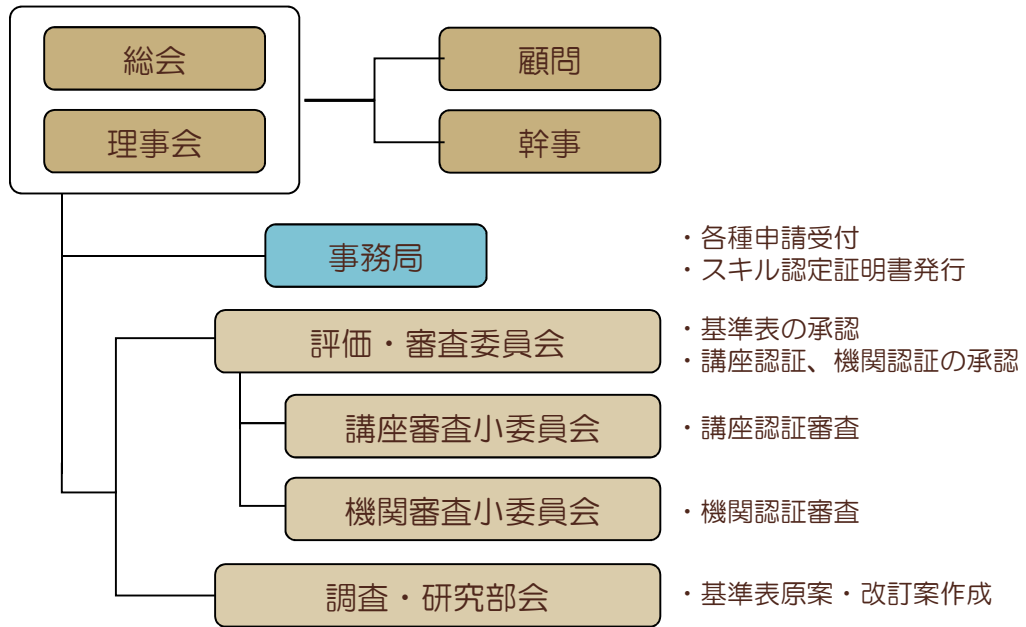 総会
顧問
理事会
幹事
事務局
・各種申請受付
・スキル認定証明書発行
評価・審査委員会
・基準表の承認
・講座認証、機関認証の承認
講座審査小委員会
・講座認証審査
機関審査小委員会
・機関認証審査
調査・研究部会
・基準表原案・改訂案作成